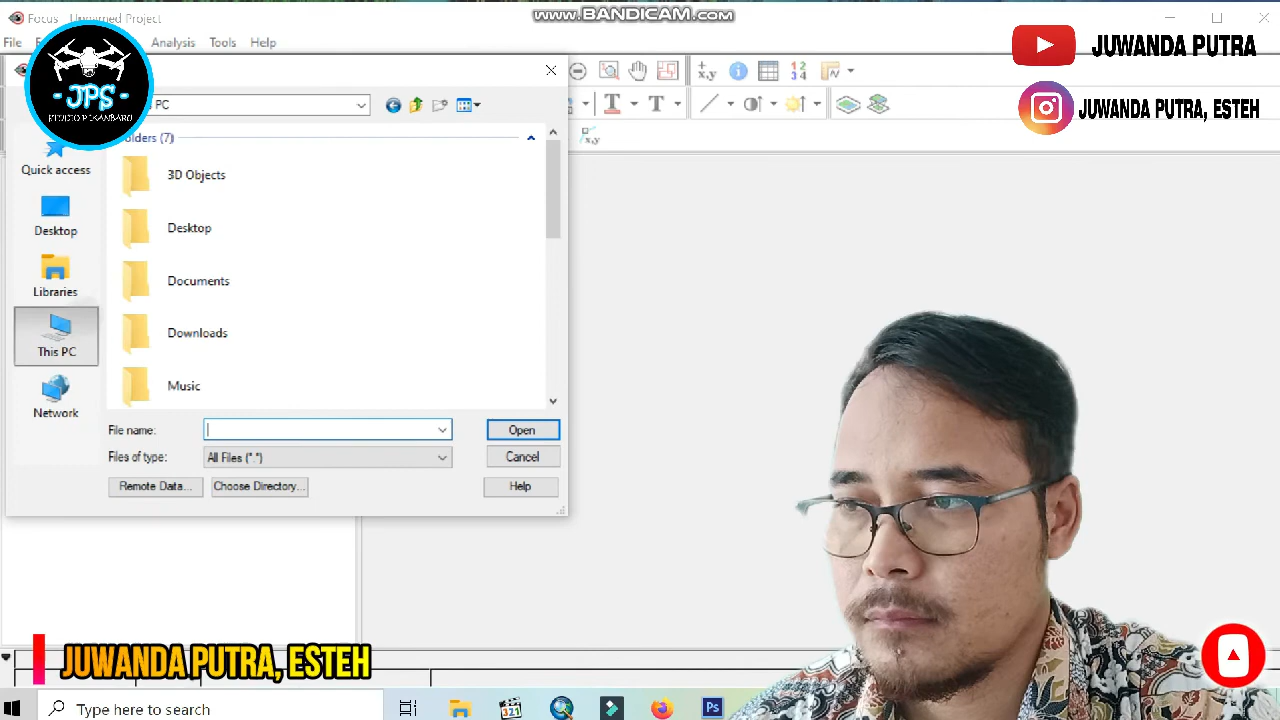 Focus - Unnamed Project
www.BANDICAM.com
File
Analysis Tools Help
JUWANDA PUTRA
JUWANDA PUTRA, ESTEH
JPS
STUDIO PEKANBARU
PC
Folders (7)
Quick access
Desktop
Libraries
This PC
Network
3D Objects
Desktop
Documents
Downloads
Music
File name:
Open
Files of type: All Files (*.*)
Cancel
Remote Data... Choose Directory...
Help
JUWANDA PUTRA, ESTEH
Type here to search